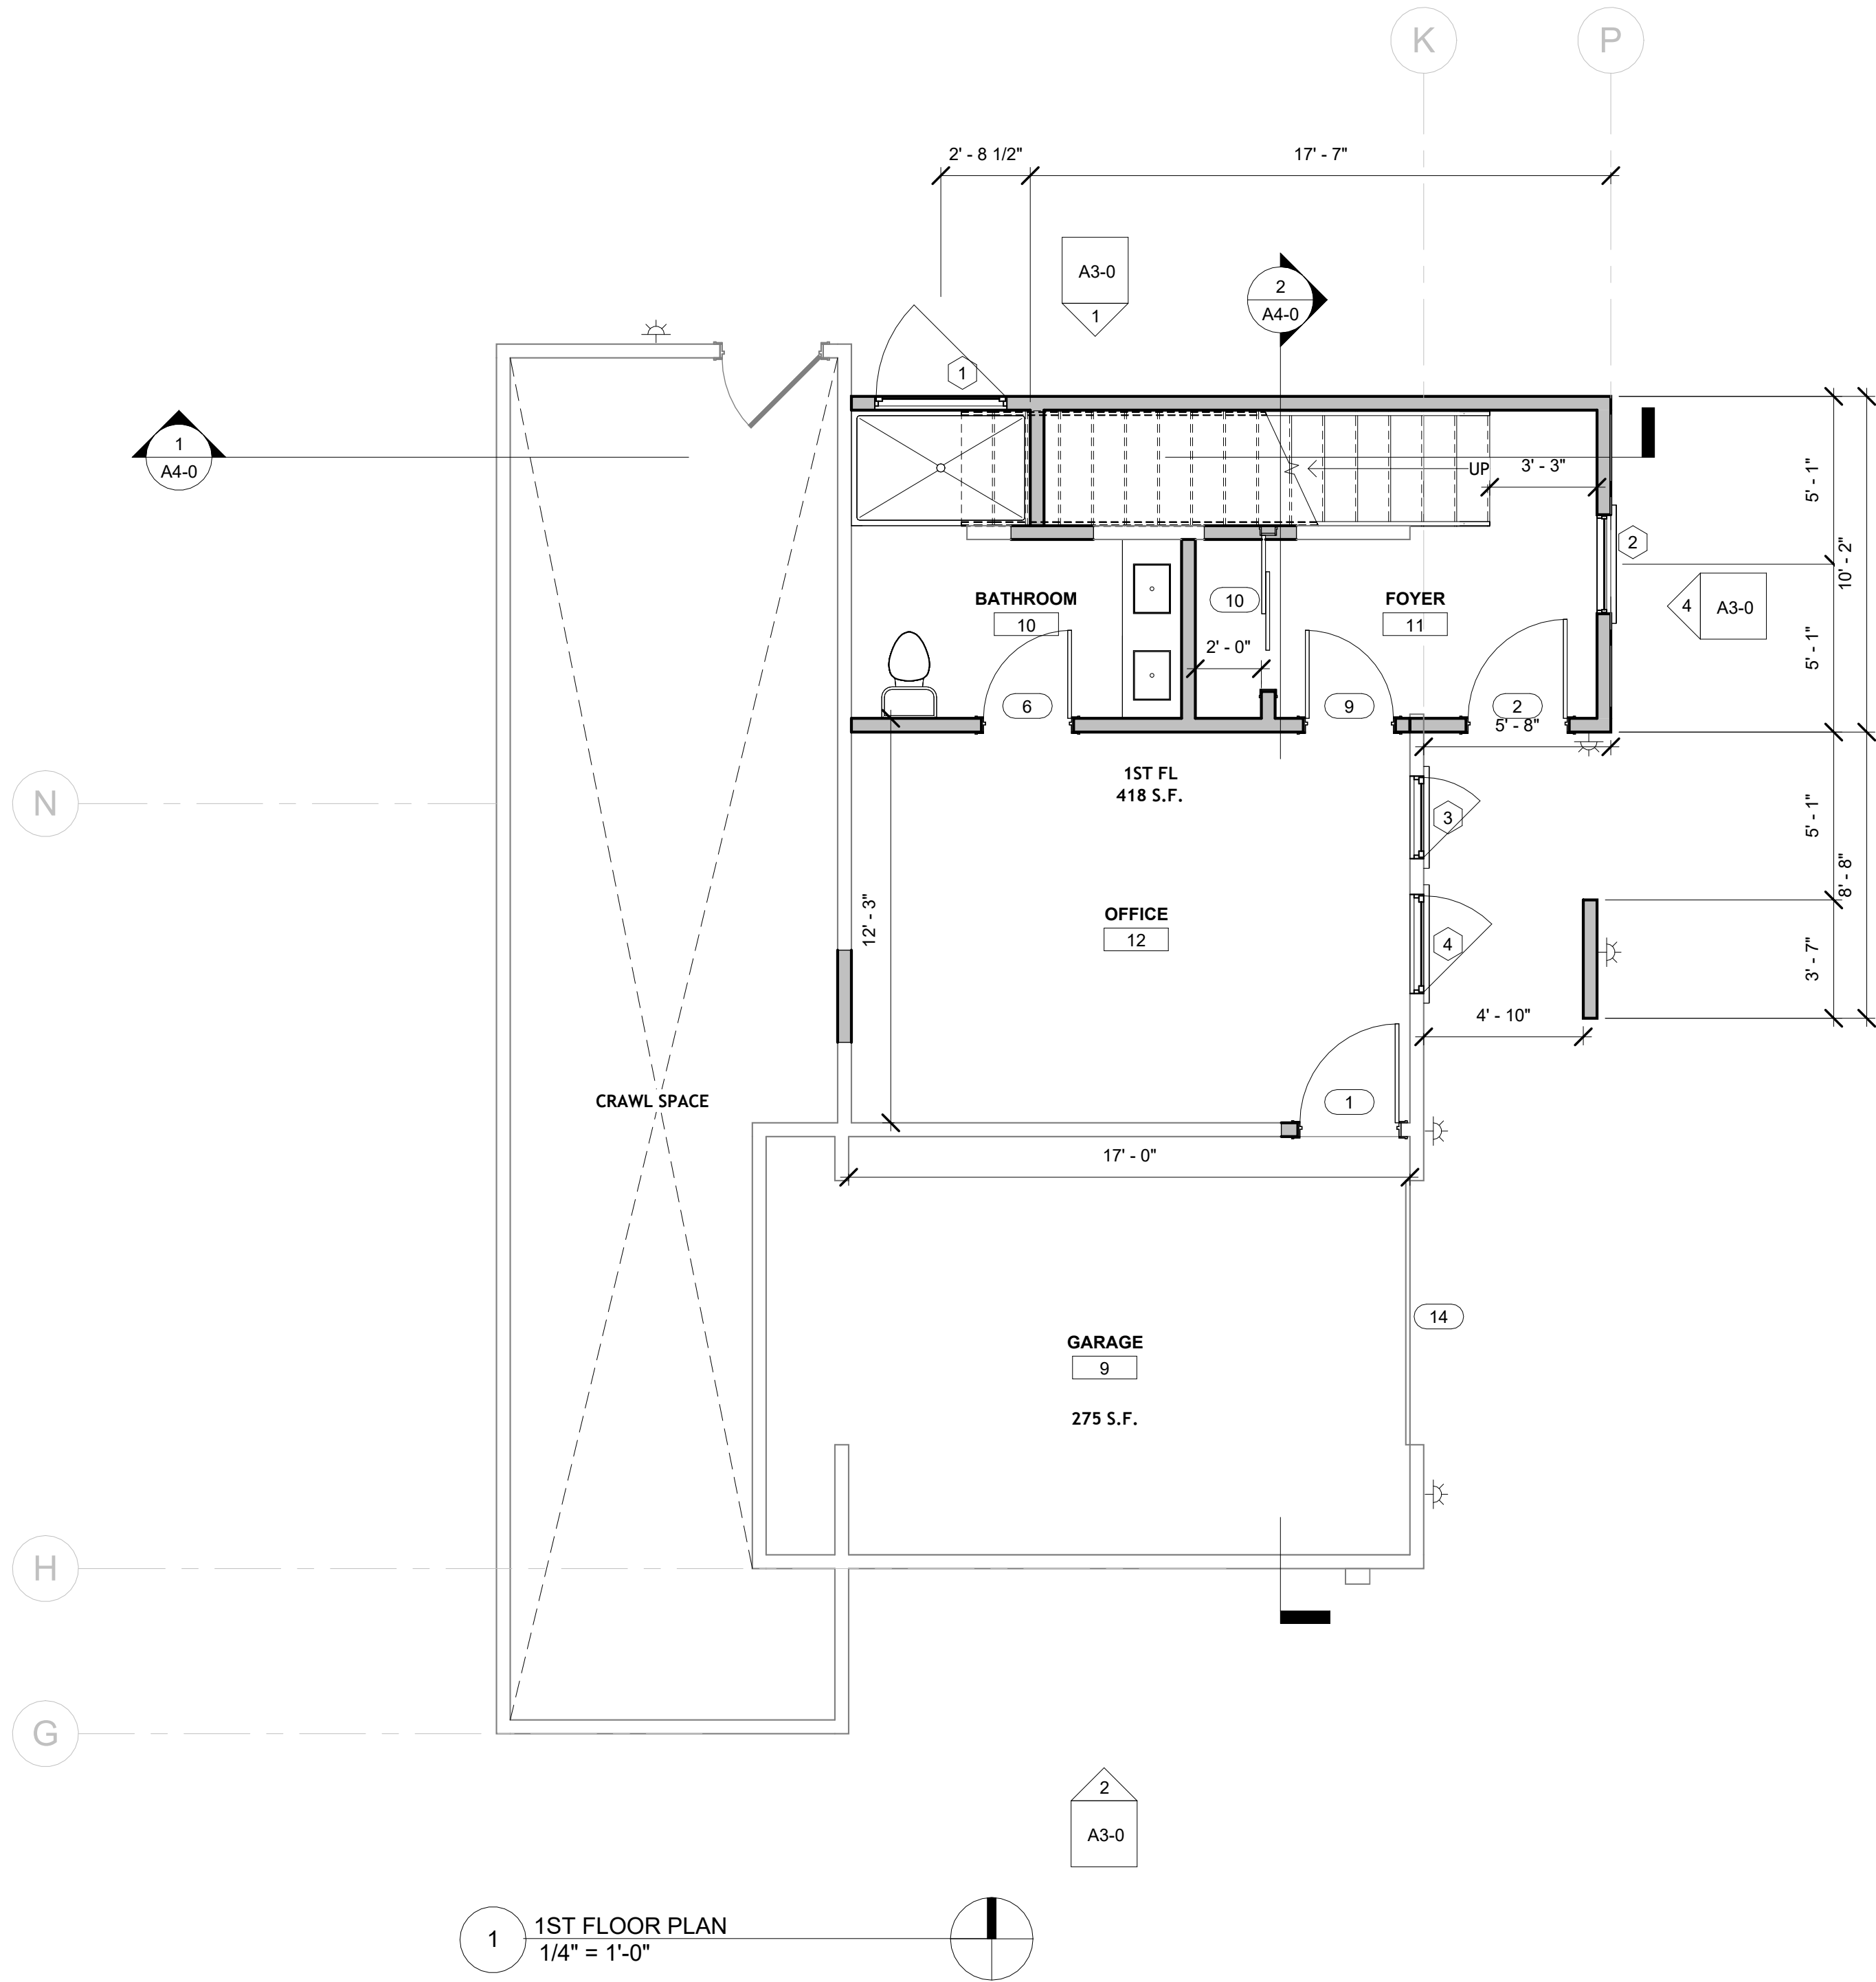 K
P
2' - 8 1/2"
17' - 7"
A3-0
1
2
A4-0
1
1
A4-0
UP
3' - 3"
5' - 1"
10' - 2"
2
BATHROOM
10
10
FOYER
11
4
A3-0
2' - 0"
5' - 1"
6
9
2
5' - 8"
1ST FL
418 S.F.
N
3
5' - 1"
8' - 8"
12' - 3"
OFFICE
12
4
3' - 7"
4' - 10"
CRAWL SPACE
1
17' - 0"
14
GARAGE
9
275 S.F.
H
G
2
A3-0
1
1ST FLOOR PLAN
1/4" = 1'-0"